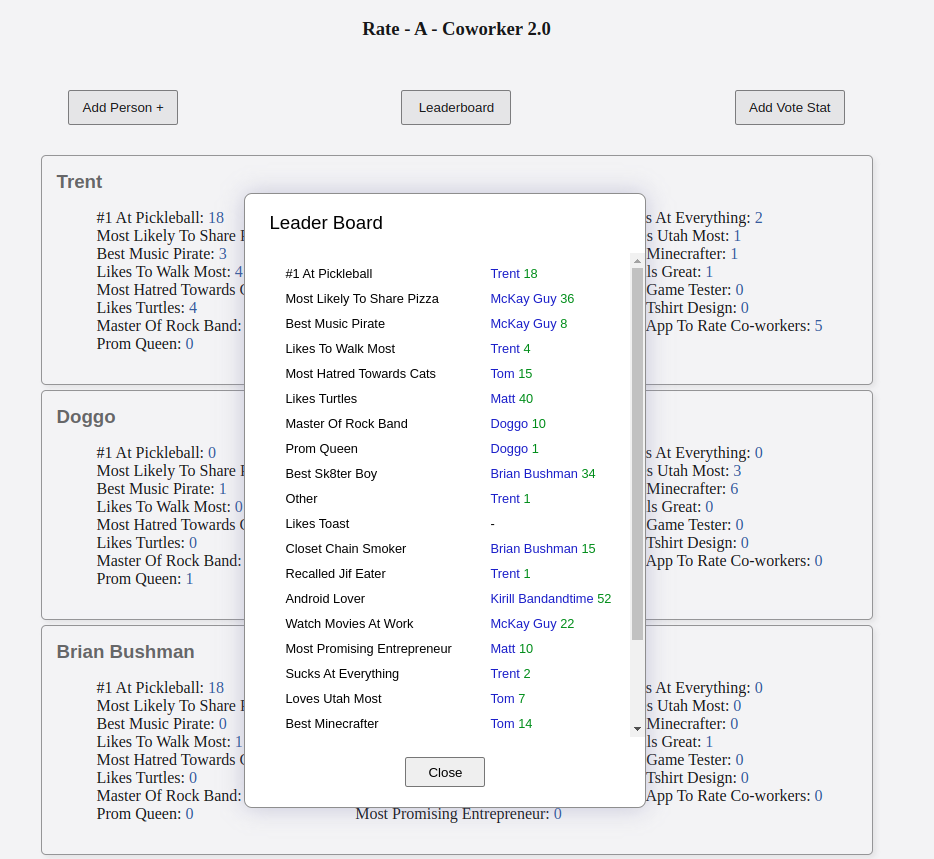 Rate - A - Coworker 2.0
Add Person +
Leaderboard
Add Vote Stat
Trent
#1 At Pickleball: 18
Most Likely To Share
Best Music Pirate: 3
Likes To Walk Most: 4
Most Hatred Towards
Likes Turtles: 4
Master Of Rock Band:
Prom Queen: 0
At Everything: 2
Utah Most: 1
Minecrafter: 1
Great: 1
Game Tester: 0
Tshirt Design: 0
App To Rate Co-workers: 5
Doggo
#1 At Pickleball: 0
Most Likely To Share
Best Music Pirate: 1
Likes To Walk Most: 0
Most Hatred Towards
Likes Turtles: 0
Master Of Rock Band:
Prom Queen: 1
At Everything: 0
Utah Most: 3
Minecrafter: 6
Great: 0
Game Tester: 0
Tshirt Design: 0
App To Rate Co-workers: 0
Brian Bushman
#1 At Pickleball: 18
Most Likely To Share
Best Music Pirate: 0
Likes To Walk Most: 1
Most Hatred Towards
Likes Turtles: 0
Master Of Rock Band:
Prom Queen: 0
Most Promising Entrepreneur: 0
At Everything: 0
Utah Most: 0
Minecrafter: 0
Great: 1
Game Tester: 0
Tshirt Design: 0
App To Rate Co-workers: 0
Leader Board
#1 At Pickleball Trent 18
Most Likely To Share Pizza McKay Guy 36
Best Music Pirate McKay Guy 8
Likes To Walk Most Trent 4
Most Hatred Towards Cats Tom 15
Likes Turtles Matt 40
Master Of Rock Band Doggo 10
Prom Queen Doggo 1
Best Sk8ter Boy Brian Bushman 34
Other Trent 1
Likes Toast -
Closet Chain Smoker Brian Bushman 15
Recalled Jif Eater Trent 1
Android Lover Kirill Bandandtime 52
Watch Movies At Work McKay Guy 22
Most Promising Entrepreneur Matt 10
Sucks At Everything Trent 2
Loves Utah Most Tom 7
Best Minecrafter Tom 14
Close